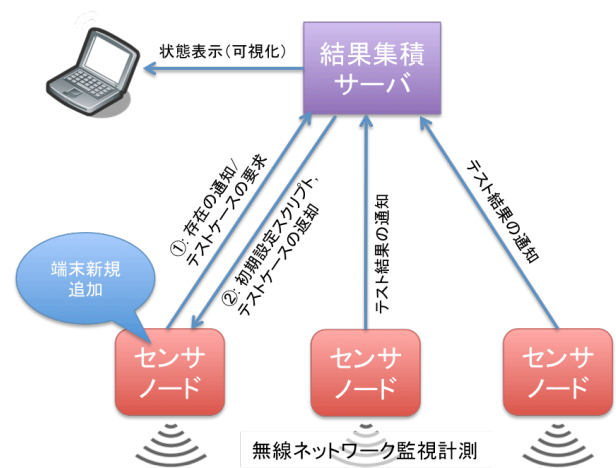 状態表示(可視化)
結果集積
サーバ
①: 存在の通知/
テストケースの要求
②: 初期設定スクリプト,
テストケースの返却
テスト結果の通知
テスト結果の通知
端末新規
追加
センサ
ノード
センサ
ノード
センサ
ノード
無線ネットワーク監視計測